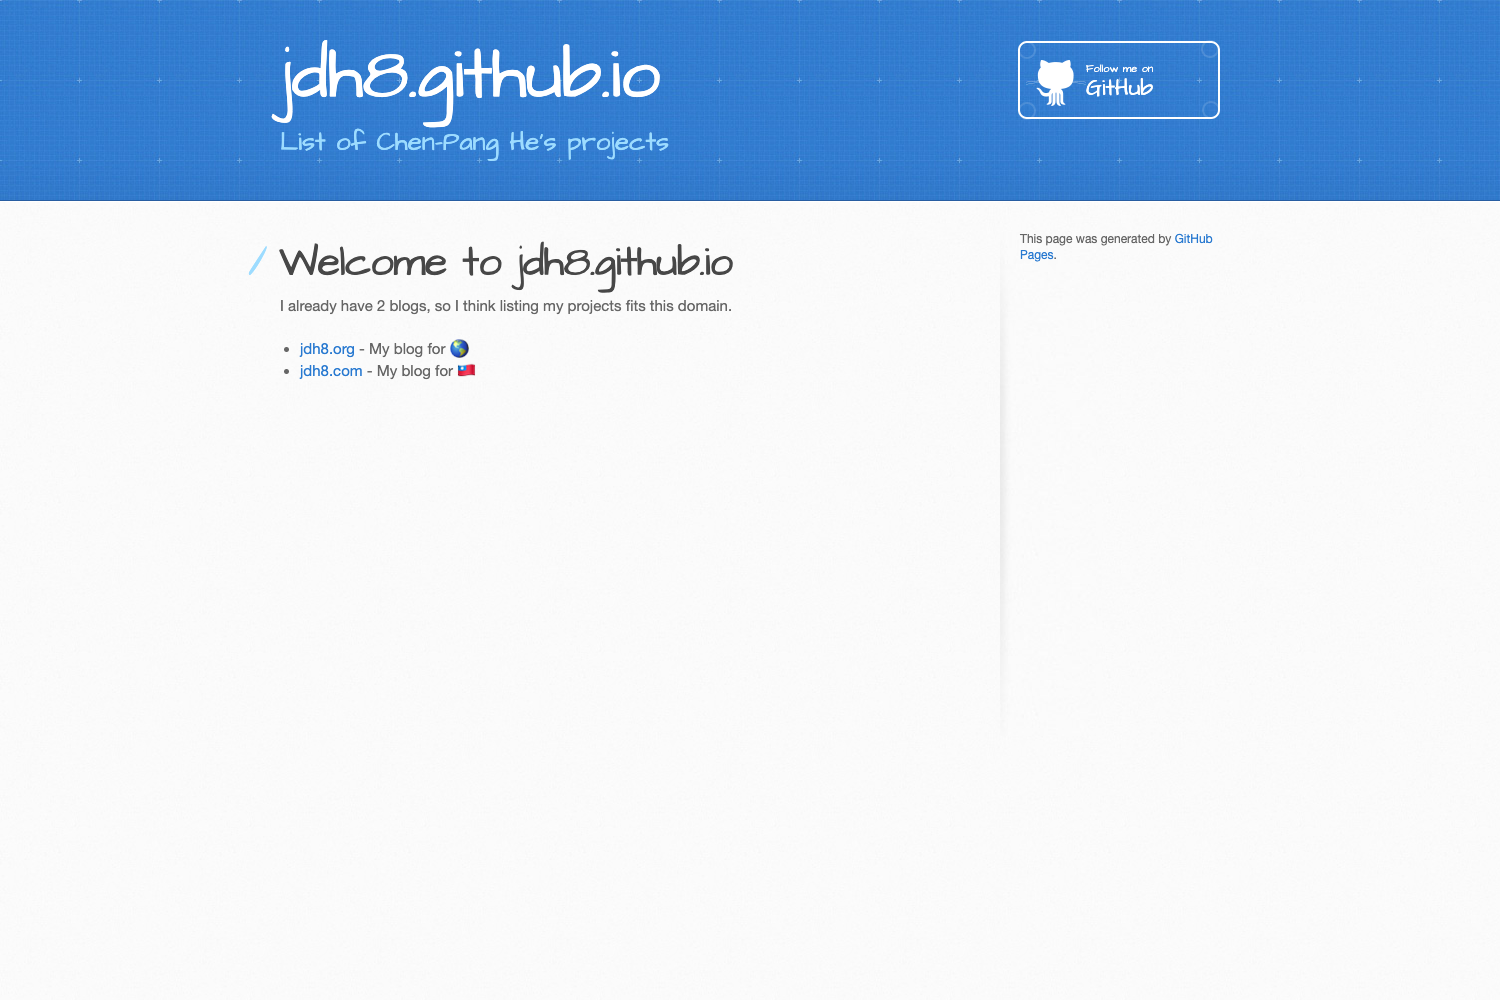 jdh8.github.io
List of Chen-Pang He's projects
Follow me on
GitHub
Welcome to jdh8.github.io
I already have 2 blogs, so I think listing my projects fits this domain.
• jdh8.org - My blog for 🌎
• jdh8.com - My blog for 🇹🇼
This page was generated by GitHub
Pages.